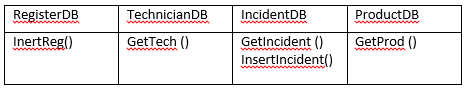 RegisterDB TechnicianDB IncidentDB ProductDB
InertReg() GetTech () GetIncident () GetProd ()
InsertIncident()